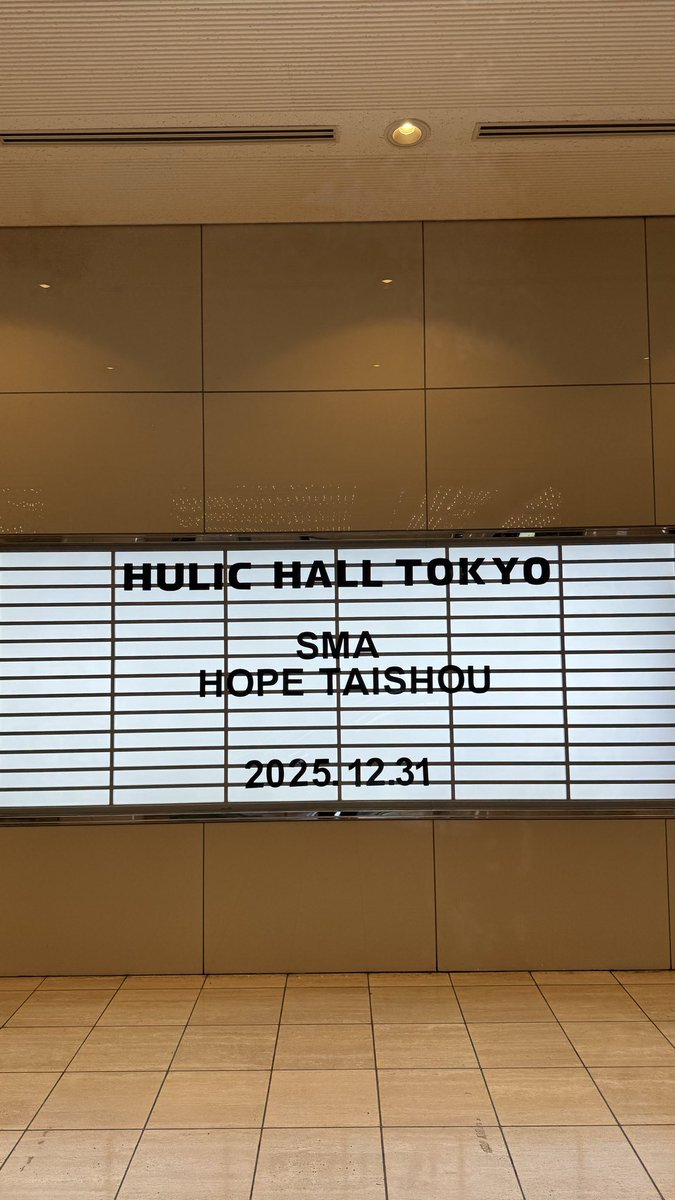 HULIC HALL TOKYO
SMA
HOPE TAISHOU
2025.12.31